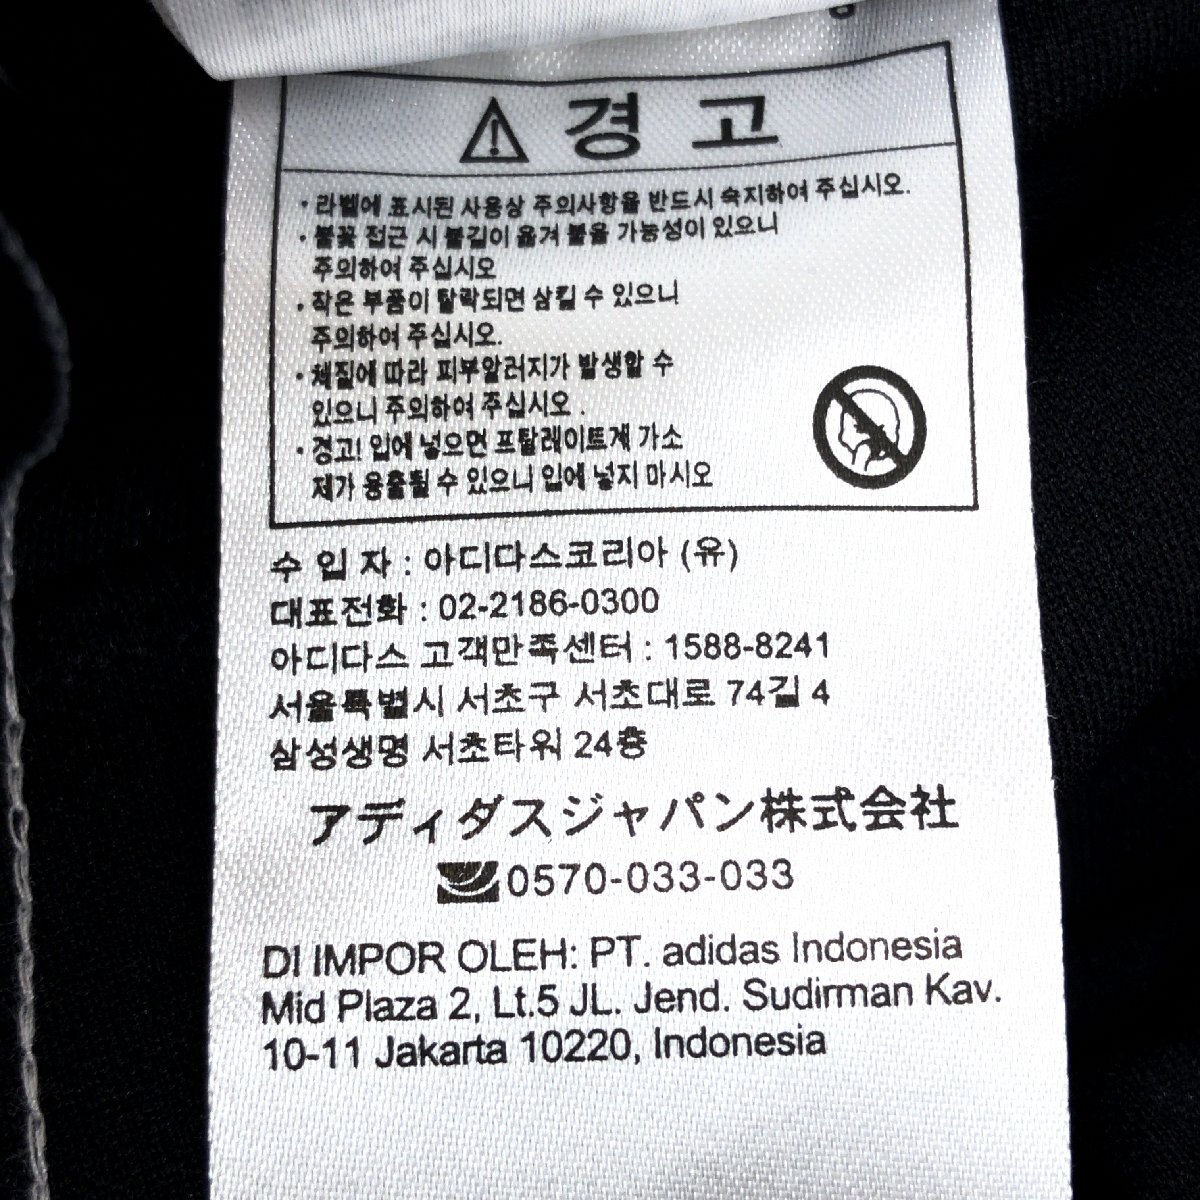 경고
· 라벨에 표시된 사용상 주의사항을 반드시 숙지하여 주십시오.
· 불꽃 접근 시 불길이 옮겨 붙을 가능성이 있으니
주의하여 주십시오
· 작은 부품이 탈락되면 삼킬 수 있으니
주의하여 주십시오.
· 체질에 따라 피부알러지가 발생할 수
있으니 주의하여 주십시오 .
· 경고! 입에 넣으면 프탈레이트계 가소
제가 용출될 수 있으니 입에 넣지 마시오
수 입 자 : 아디다스코리아 (유)
대표전화 : 02-2186-0300
아디다스 고객만족센터 : 1588-8241
서울특별시 서초구 서초대로 74길 4
삼성생명 서초타워 24층
アディダスジャパン株式会社
0570-033-033
DI IMPOR OLEH: PT. adidas Indonesia
Mid Plaza 2, Lt.5 JL. Jend. Sudirman Kav.
10-11 Jakarta 10220, Indonesia